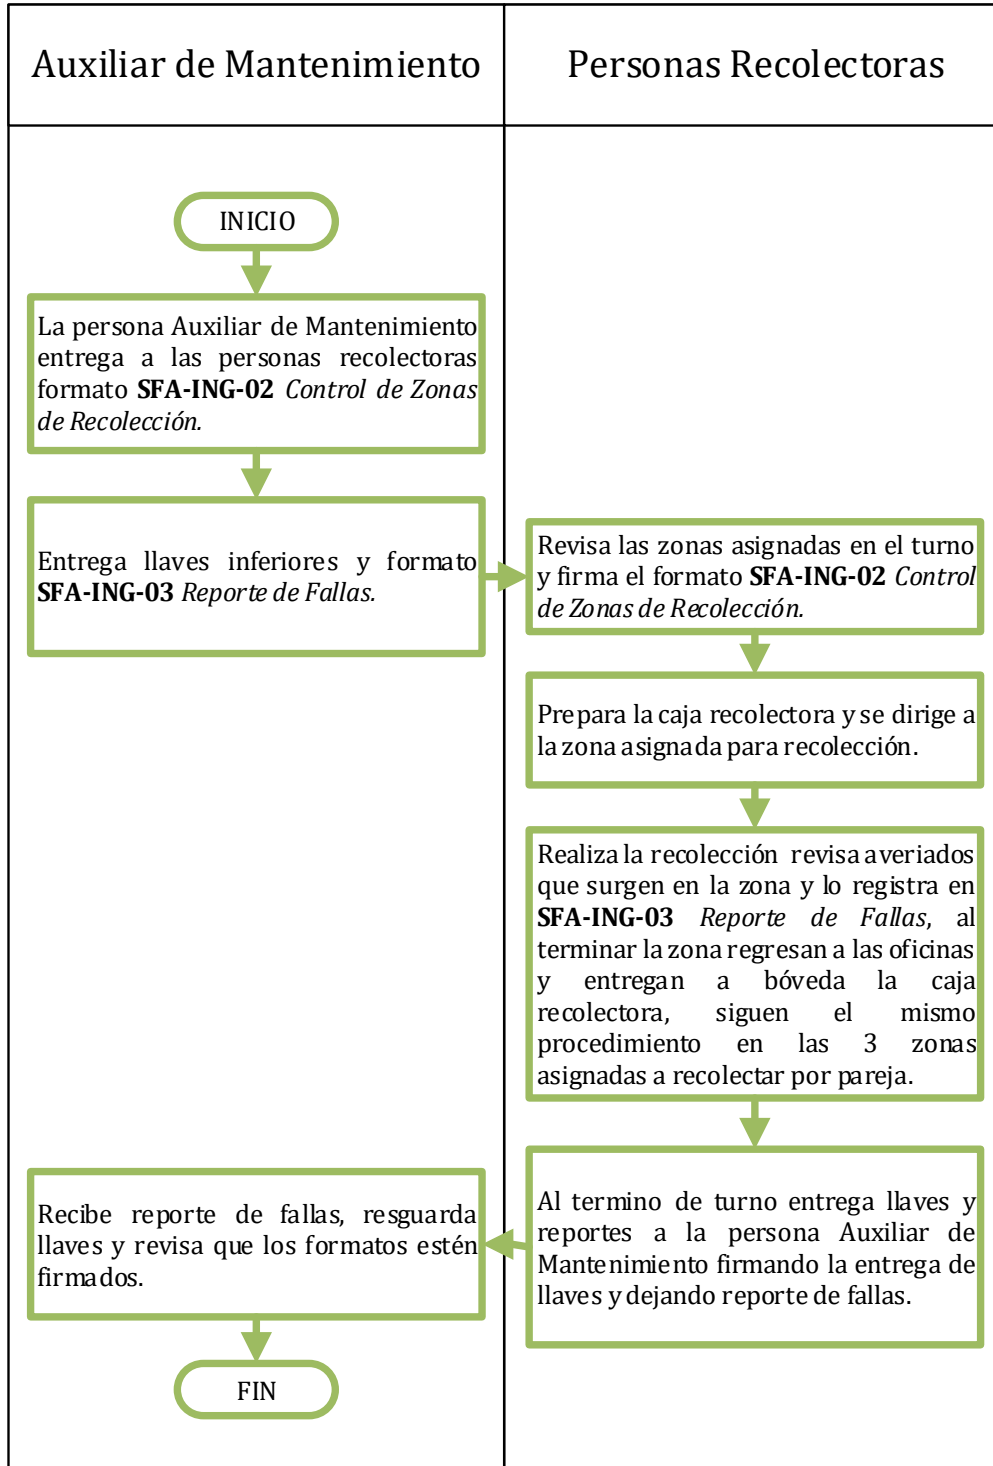 Auxiliar de Mantenimiento
Personas Recolectoras
INICIO
La persona Auxiliar de Mantenimiento
entrega a las personas recolectoras
formato SFA-ING-02 Control de Zonas
de Recolección.
Entrega llaves inferiores y formato
SFA-ING-03 Reporte de Fallas.
Revisa las zonas asignadas en el turno
y firma el formato SFA-ING-02 Control
de Zonas de Recolección.
Prepara la caja recolectora y se dirige a
la zona asignada para recolección.
Realiza la recolección revisa averiados
que surgen en la zona y lo registra en
SFA-ING-03 Reporte de Fallas, al
terminar la zona regresan a las oficinas
y entregan a bóveda la caja
recolectora, siguen el mismo
procedimiento en las 3 zonas
asignadas a recolectar por pareja.
Al termino de turno entrega llaves y
reportes a la persona Auxiliar de
Mantenimiento firmando la entrega de
llaves y dejando reporte de fallas.
Recibe reporte de fallas, resguarda
llaves y revisa que los formatos estén
firmados.
FIN